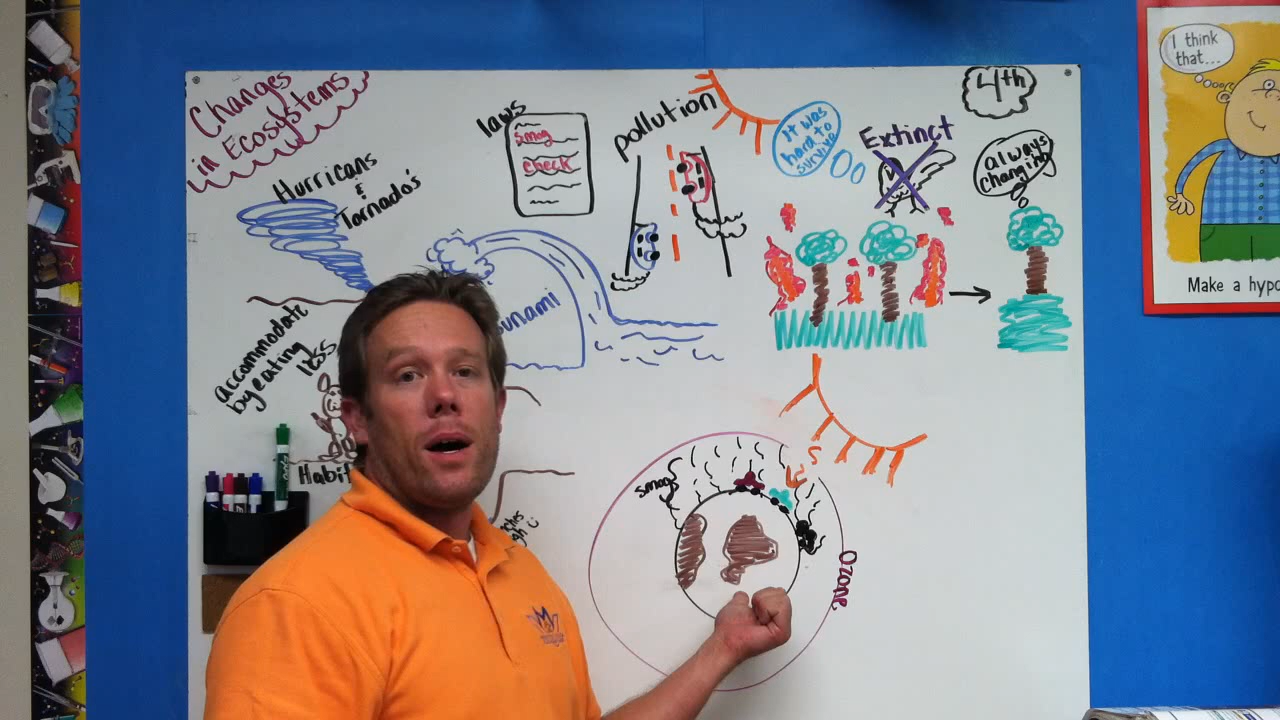 Changes
in Ecosystems
Hurricans
&
Tornado's
laws
smog
check
pollution
It was
hard to
survive
Extinct
4th
always
changing
I think
that...
Make a hypo
accommodate
by eating
less
unami
Habit
smog
Ozone